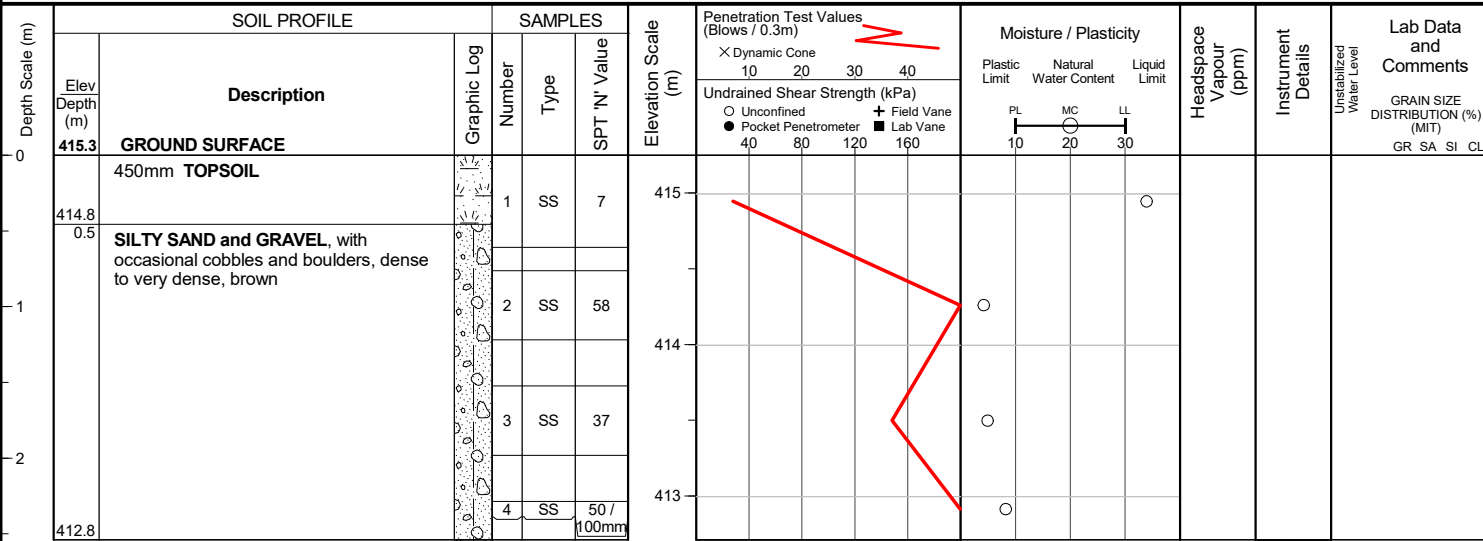 SOIL PROFILE
SAMPLES
Depth Scale (m)
Elev
Depth
(m)
Description
Graphic Log
Number
Type
SPT 'N' Value
Elevation Scale
(m)
Penetration Test Values
(Blows / 0.3m)
× Dynamic Cone
10 20 30 40
Undrained Shear Strength (kPa)
Unconfined
Field Vane
Pocket Penetrometer
Lab Vane
40 80 120 160
Moisture / Plasticity
Plastic
Limit
Natural
Water Content
Liquid
Limit
PL MC LL
10 20 30
Headspace
Vapour
(ppm)
Instrument
Details
Unstabilized
Water Level
Lab Data
and
Comments
GRAIN SIZE
DISTRIBUTION (%)
(MIT)
GR SA SI CL
415.3 GROUND SURFACE
0
450mm TOPSOIL
1 SS 7
415
414.8
0.5
SILTY SAND and GRAVEL, with
occasional cobbles and boulders, dense
to very dense, brown
1
2 SS 58
414
3 SS 37
2
413
4 SS 50 /
100mm
412.8